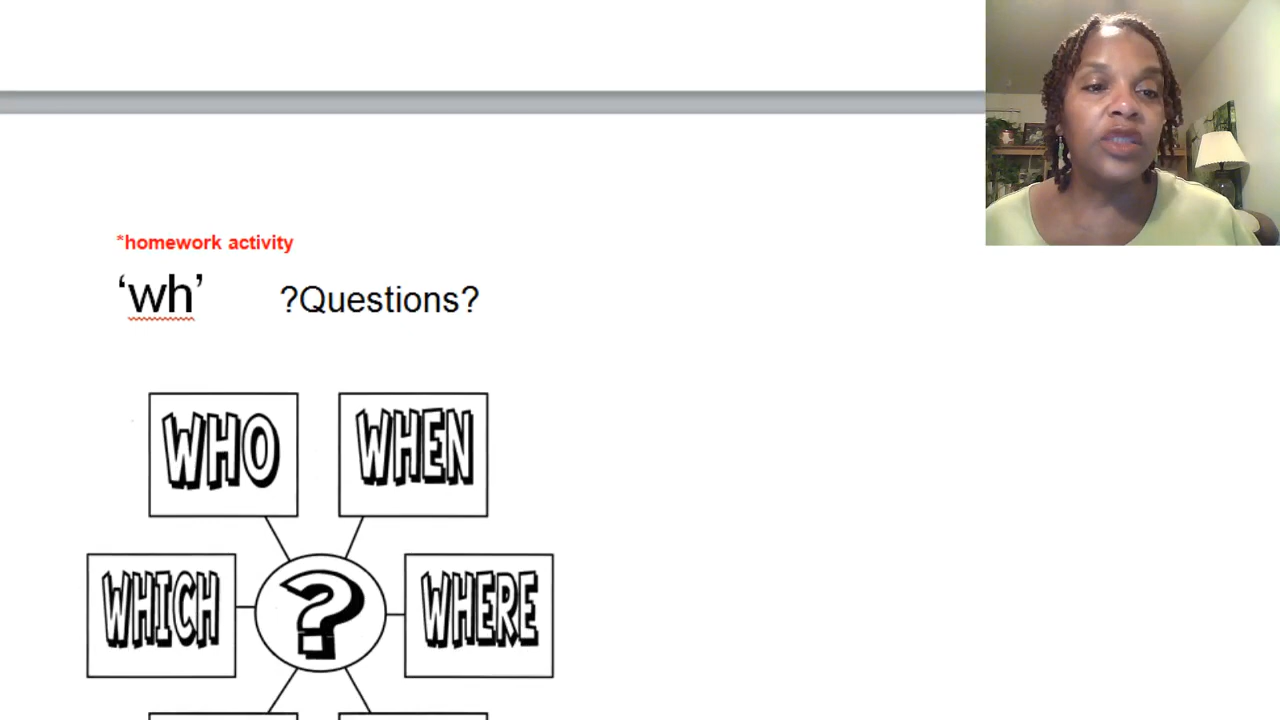 *homework activity
‘wh’ ?Questions?
WHO WHEN
WHICH ? WHERE